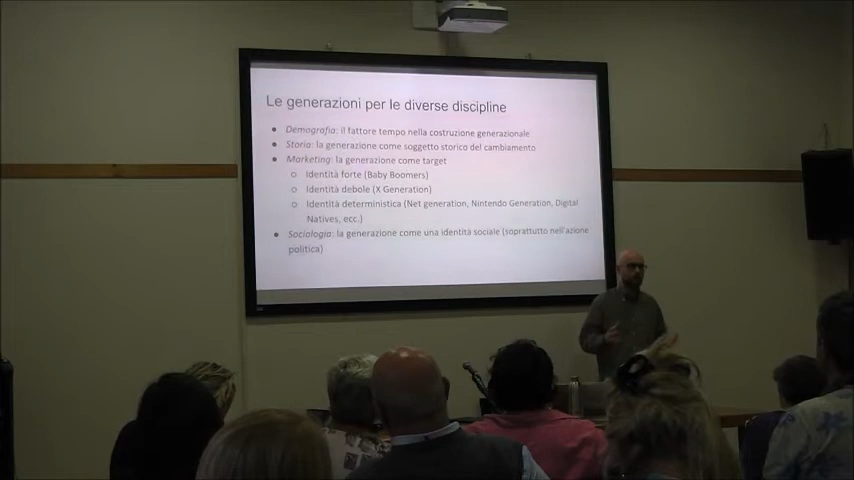 Le generazioni per le diverse discipline
Demografia: il fattore tempo nella costruzione generazionale
Storia: la generazione come soggetto storico del cambiamento
Marketing: la generazione come target
Identità forte (Baby Boomers)
Identità debole (X Generation)
Identità deterministica (Net generation, Nintendo Generation, Digital
Natives, ecc.)
Sociologia: la generazione come una identità sociale (soprattutto nell'azione
politica)